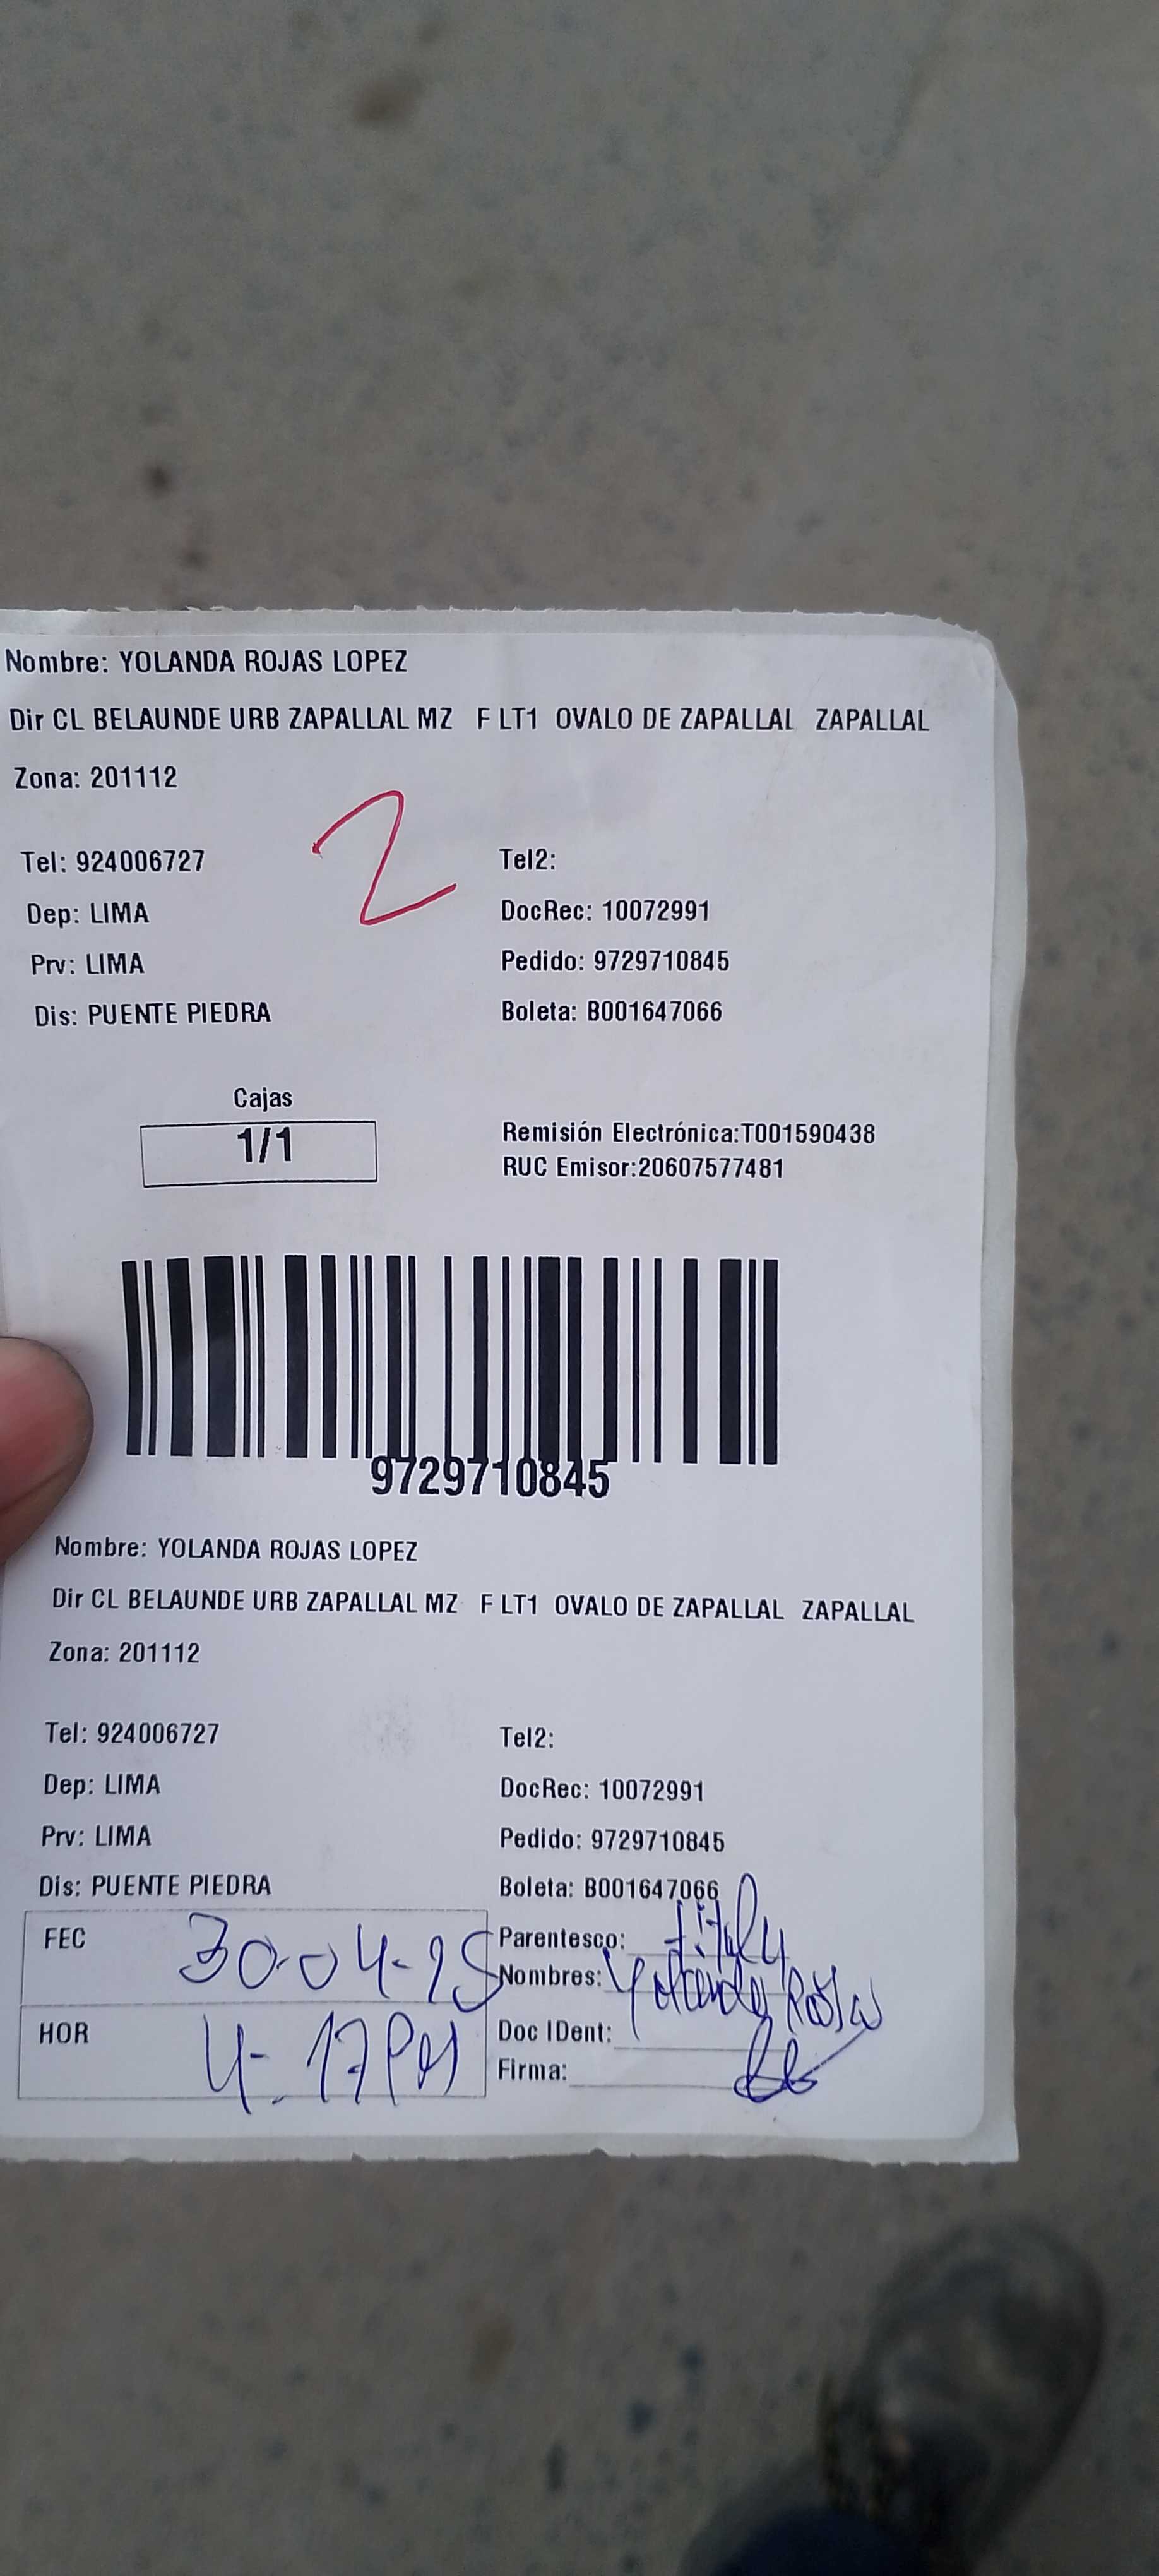 Nombre: YOLANDA ROJAS LOPEZ
Dir CL BELAUNDE URB ZAPALLAL MZ F LT1 OVALO DE ZAPALLAL ZAPALLAL
Zona: 201112
2
Tel: 924006727 Tel2:
Dep: LIMA DocRec: 10072991
Prv: LIMA Pedido: 9729710845
Dis: PUENTE PIEDRA Boleta: B001647066
Cajas
1/1
Remisión Electrónica:T001590438
RUC Emisor:20607577481
9729710845
Nombre: YOLANDA ROJAS LOPEZ
Dir CL BELAUNDE URB ZAPALLAL MZ F LT1 OVALO DE ZAPALLAL ZAPALLAL
Zona: 201112
Tel: 924006727 Tel2:
Dep: LIMA DocRec: 10072991
Prv: LIMA Pedido: 9729710845
Dis: PUENTE PIEDRA Boleta: B001647066
FEC 30-04-25 Parentesco:
Nombres: Yolanda Rojas
HOR 4-17 PM Doc IDent:
Firma: